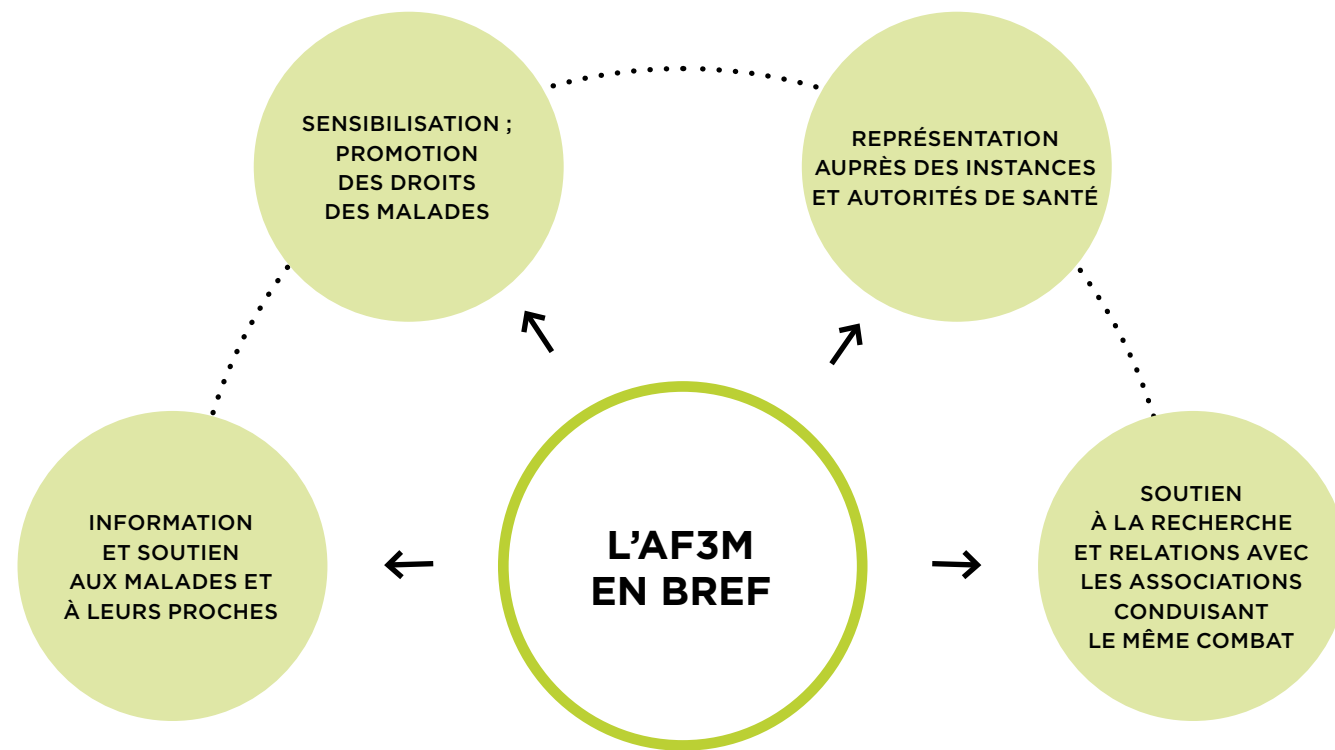 SENSIBILISATION ;
PROMOTION
DES DROITS
DES MALADES
REPRÉSENTATION
AUPRÈS DES INSTANCES
ET AUTORITÉS DE SANTÉ
INFORMATION
ET SOUTIEN
AUX MALADES ET
À LEURS PROCHES
L’AF3M
EN BREF
SOUTIEN
À LA RECHERCHE
ET RELATIONS AVEC
LES ASSOCIATIONS
CONDUISANT
LE MÊME COMBAT